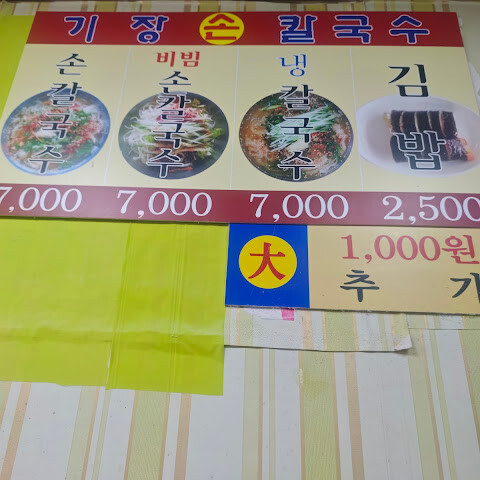 기장 손 칼국수
손칼국수 비빔손칼국수 냉칼국수 김밥
7,000 7,000 7,000 2,500
大 1,000원
추가